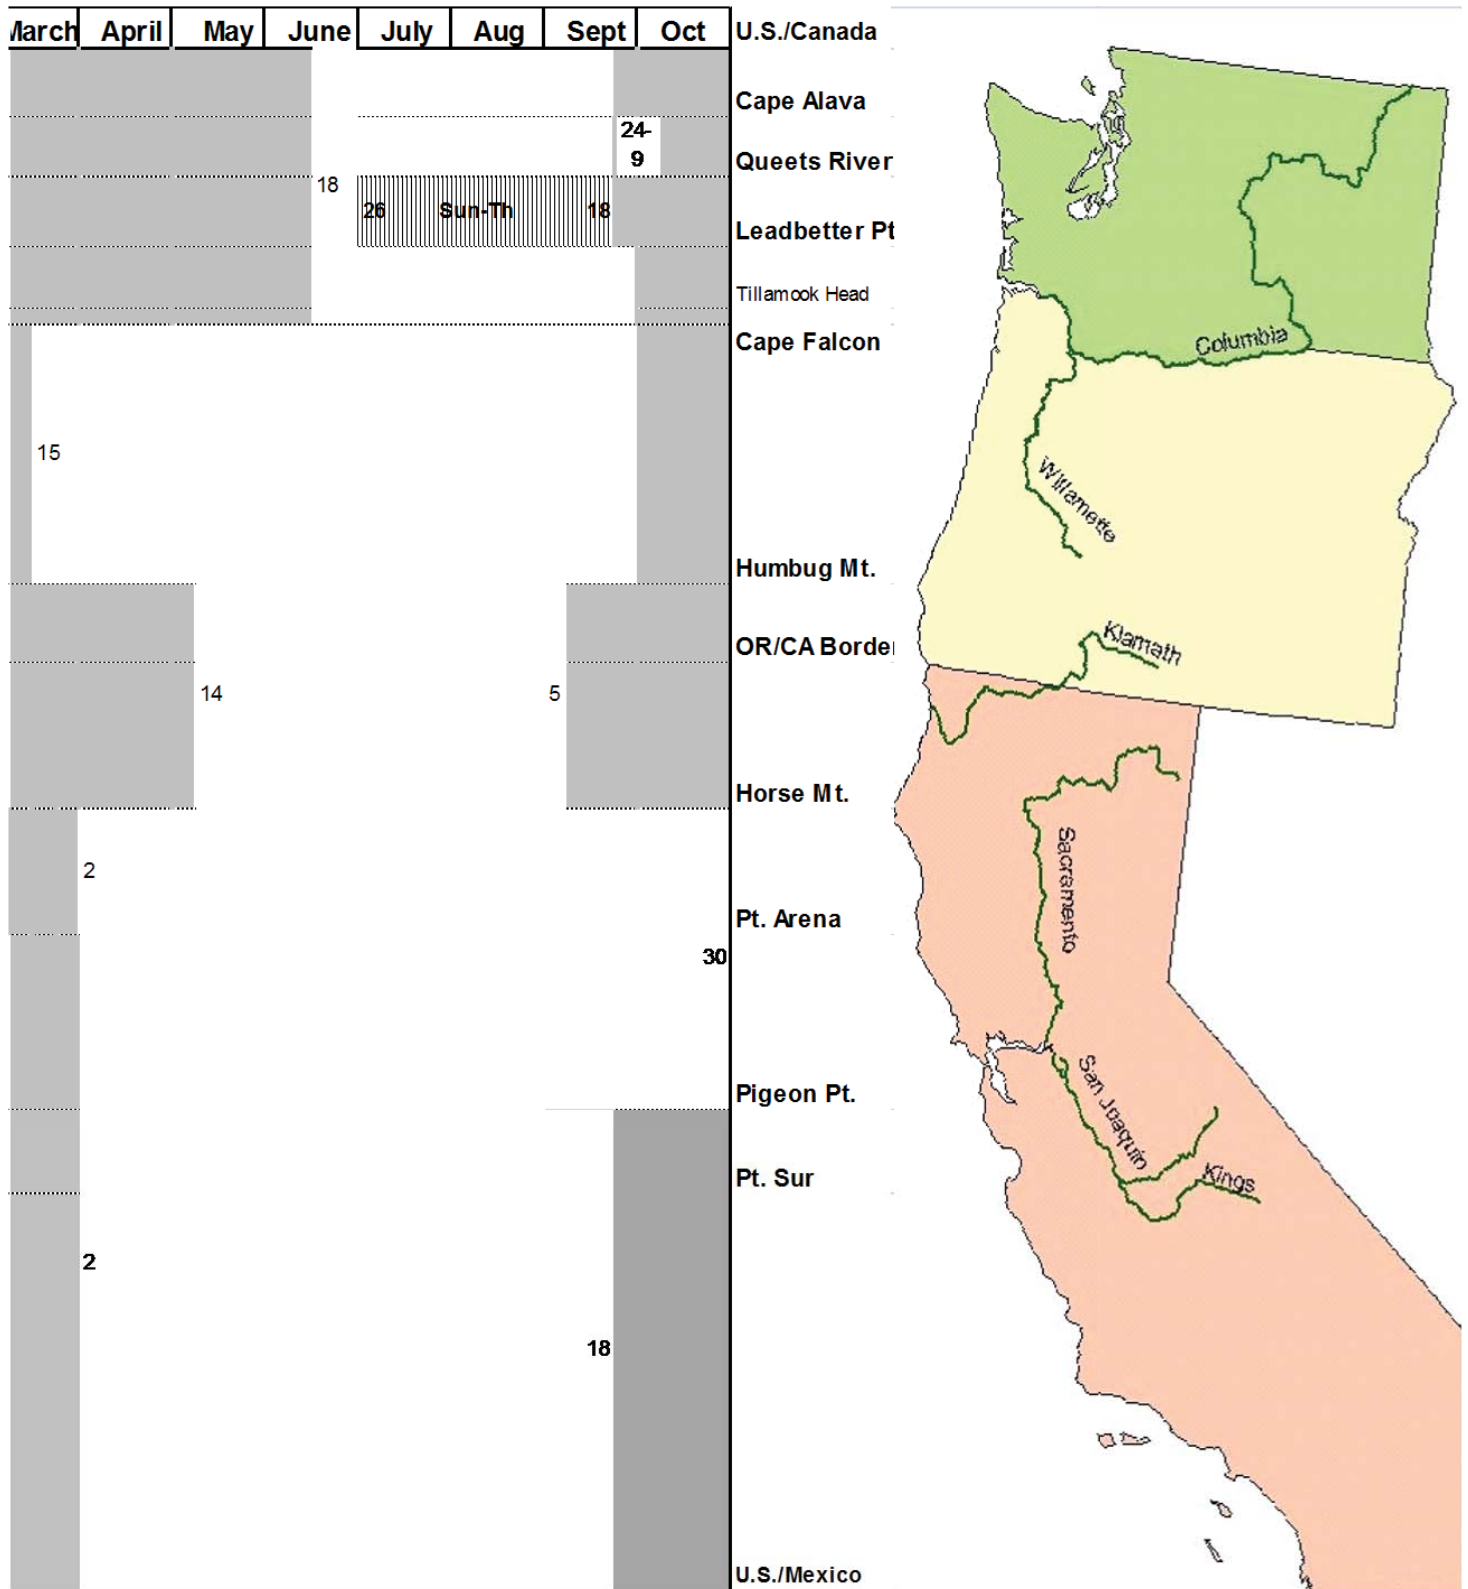 March April May June July Aug Sept Oct U.S./Canada
Cape Alava
24-
9
Queets River
18
26 Sun-Th 18
Leadbetter Pt
Tillamook Head
Cape Falcon
Columbia
15
Willamette
Humbug Mt.
OR/CA Border
Klamath
14 5
Horse Mt.
2
Sacramento
Pt. Arena
30
Pigeon Pt.
San Joaquin
Pt. Sur
Kings
2
18
U.S./Mexico